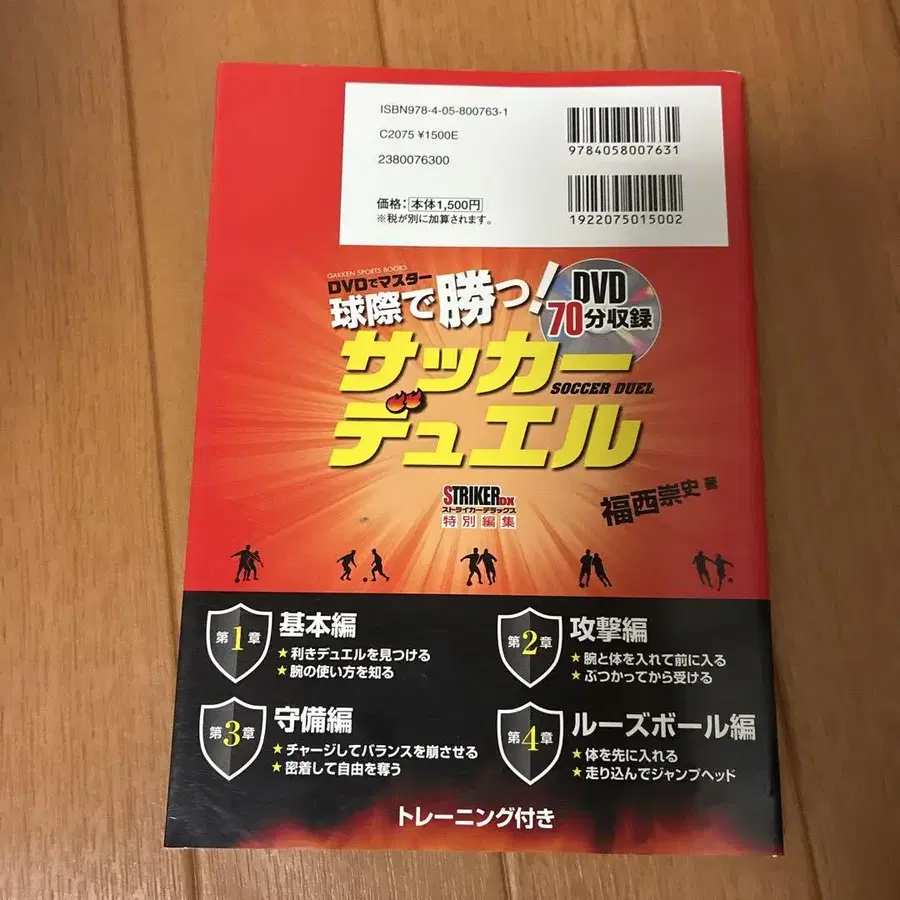 ISBN978-4-05-800763-1
C2075 ¥1500E
2380076300
価格：本体1,500円
※税が別に加算されます。
9784058007631
1922075015002
GAKKEN SPORTS BOOKS
DVDでマスター
球際で勝つ！
DVD
70分収録
サッカー
SOCCER DUEL
デュエル
STRIKER DX
ストライカーデラックス
特別編集
福西崇史 著
第1章
基本編
★利きデュエルを見つける
★腕の使い方を知る
第2章
攻撃編
★腕と体を入れて前に入る
★ぶつかってから受ける
第3章
守備編
★チャージしてバランスを崩させる
★密着して自由を奪う
第4章
ルーズボール編
★体を先に入れる
★走り込んでジャンプヘッド
トレーニング付き